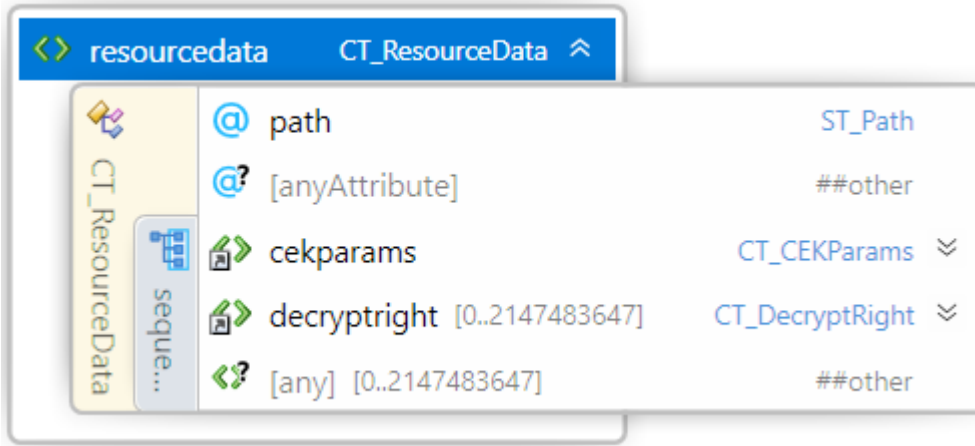 resourcedata CT_ResourceData
CT_ResourceData
seque...
@ path ST_Path
@? [anyAttribute] ##other
cekparams CT_CEKParams
decryptright [0..2147483647] CT_DecryptRight
? [any] [0..2147483647] ##other